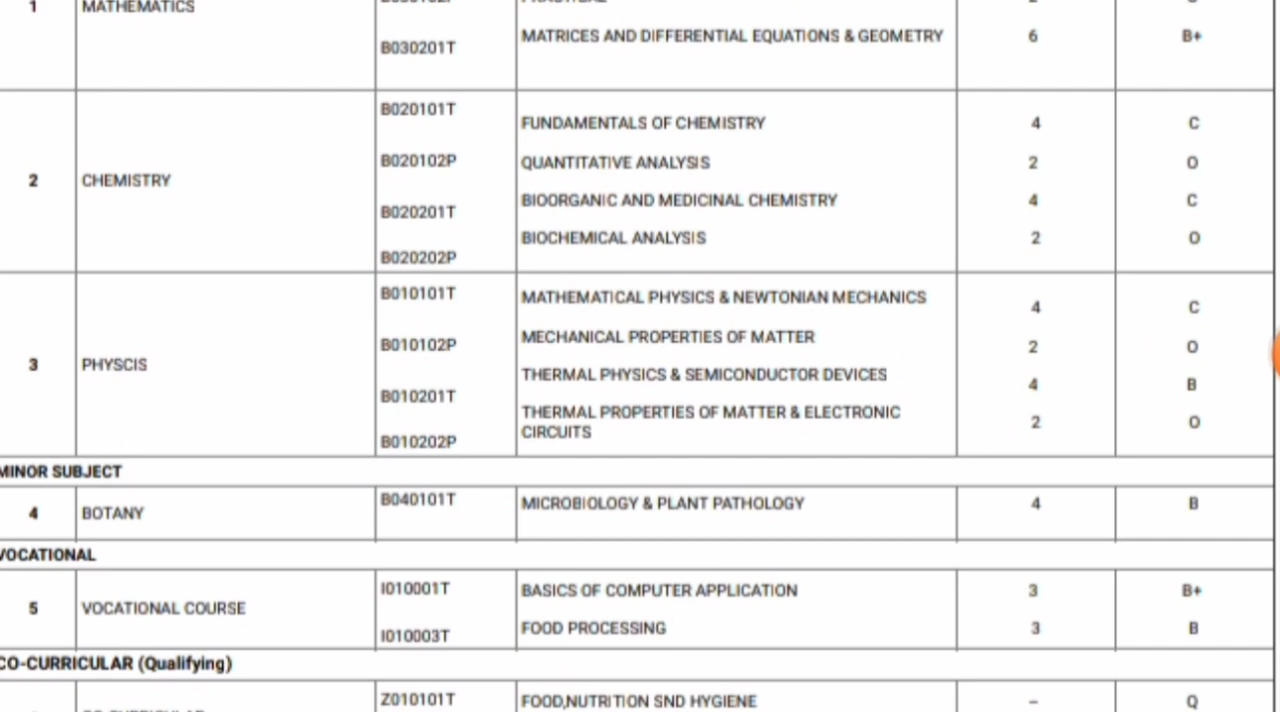 1 MATHEMATICS PRACTICAL
B030201T MATRICES AND DIFFERENTIAL EQUATIONS & GEOMETRY 6 B+
2 CHEMISTRY
B020101T FUNDAMENTALS OF CHEMISTRY 4 C
B020102P QUANTITATIVE ANALYSIS 2 O
B020201T BIOORGANIC AND MEDICINAL CHEMISTRY 4 C
B020202P BIOCHEMICAL ANALYSIS 2 O
3 PHYSCIS
B010101T MATHEMATICAL PHYSICS & NEWTONIAN MECHANICS 4 C
B010102P MECHANICAL PROPERTIES OF MATTER 2 O
B010201T THERMAL PHYSICS & SEMICONDUCTOR DEVICES 4 B
B010202P THERMAL PROPERTIES OF MATTER & ELECTRONIC 2 O
CIRCUITS
MINOR SUBJECT
4 BOTANY B040101T MICROBIOLOGY & PLANT PATHOLOGY 4 B
VOCATIONAL
5 VOCATIONAL COURSE
I010001T BASICS OF COMPUTER APPLICATION 3 B+
I010003T FOOD PROCESSING 3 B
CO-CURRICULAR (Qualifying)
Z010101T FOOD,NUTRITION SND HYGIENE – Q